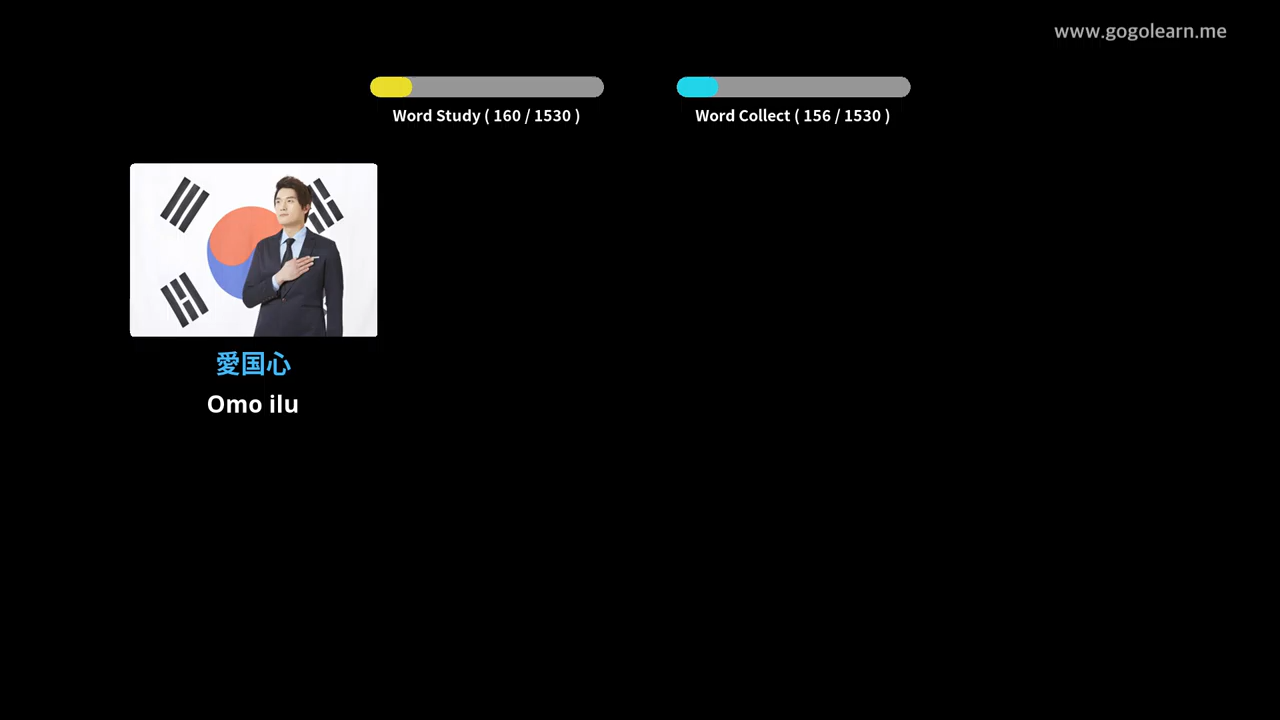 www.gogolearn.me
Word Study ( 160 / 1530 )
Word Collect ( 156 / 1530 )
愛国心
Omo ilu